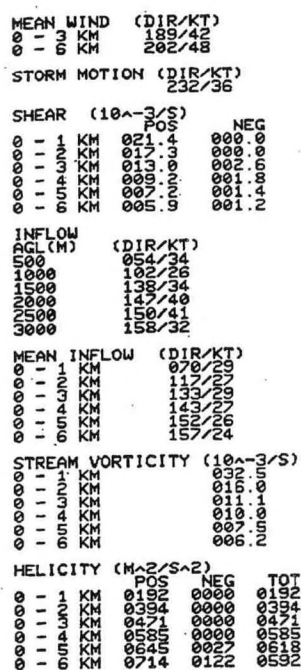 MEAN WIND (DIR/KT)
0 - 3 KM 189/42
0 - 6 KM 202/48
STORM MOTION (DIR/KT)
232/36
SHEAR (10^-3/S)
POS NEG
0 - 1 KM 021.4 000.0
0 - 2 KM 017.3 000.0
0 - 3 KM 013.0 002.6
0 - 4 KM 009.2 001.8
0 - 5 KM 007.2 001.4
0 - 6 KM 005.9 001.2
INFLOW
AGL(M) (DIR/KT)
500 054/34
1000 102/26
1500 138/34
2000 147/40
2500 150/41
3000 158/32
MEAN INFLOW (DIR/KT)
0 - 1 KM 070/29
0 - 2 KM 117/27
0 - 3 KM 133/29
0 - 4 KM 143/27
0 - 5 KM 152/26
0 - 6 KM 157/24
STREAM VORTICITY (10^-3/S)
0 - 1 KM 032.5
0 - 2 KM 016.0
0 - 3 KM 011.1
0 - 4 KM 010.0
0 - 5 KM 007.5
0 - 6 KM 006.2
HELICITY (M^2/S^2)
POS NEG TOT
0 - 1 KM 0192 0000 0192
0 - 2 KM 0394 0000 0394
0 - 3 KM 0471 0000 0471
0 - 4 KM 0585 0000 0585
0 - 5 KM 0645 0027 0618
0 - 6 KM 0714 0122 0592